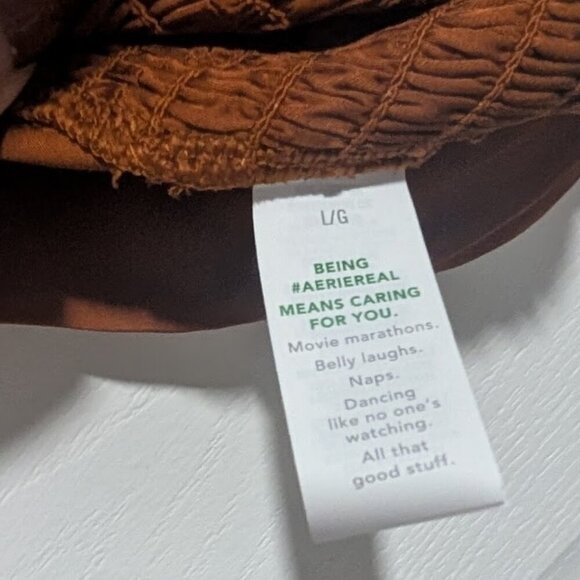 L/G
BEING
#AERIEREAL
MEANS CARING
FOR YOU.
Movie marathons.
Belly laughs.
Naps.
Dancing
like no one's
watching.
All that
good stuff.